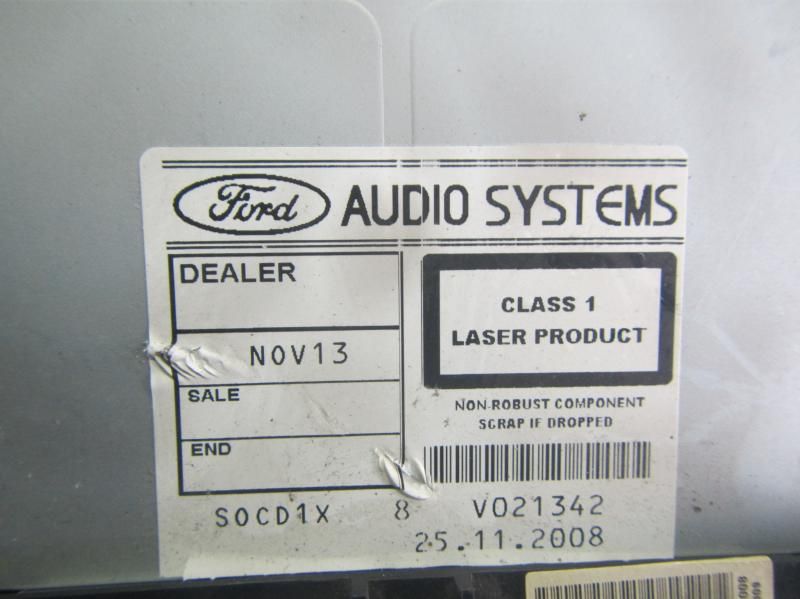 Ford AUDIO SYSTEMS
DEALER
NOV13
SALE
END
CLASS 1
LASER PRODUCT
NON-ROBUST COMPONENT
SCRAP IF DROPPED
SOCD1X 8 V021342
25.11.2008